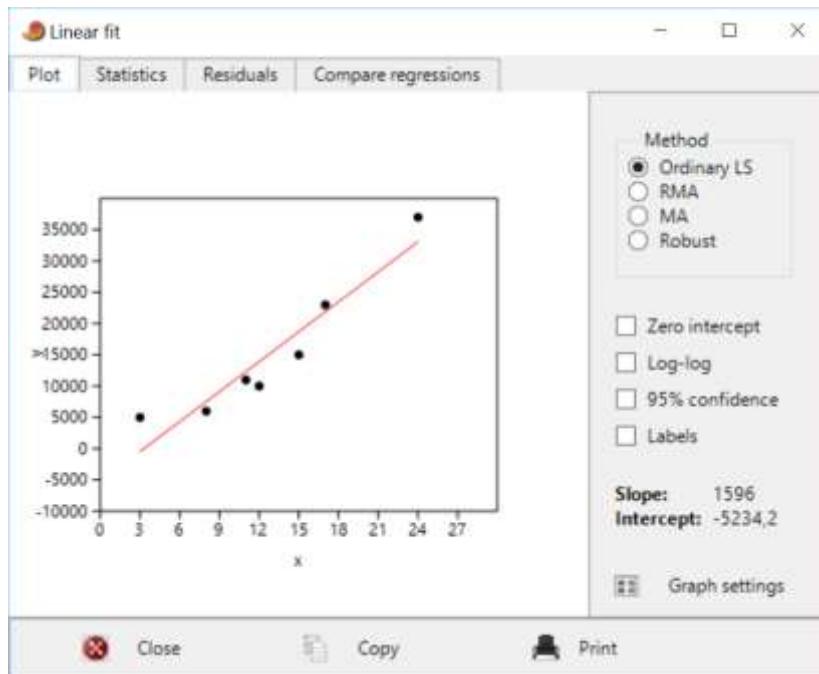 Linear fit
Plot Statistics Residuals Compare regressions
Method
Ordinary LS
RMA
MA
Robust
Zero intercept
Log-log
95% confidence
Labels
Slope: 1596
Intercept: -5234,2
Graph settings
35000
30000
25000
20000
15000
10000
5000
0
-5000
-10000
y
0 3 6 9 12 15 18 21 24 27
x
Close Copy Print